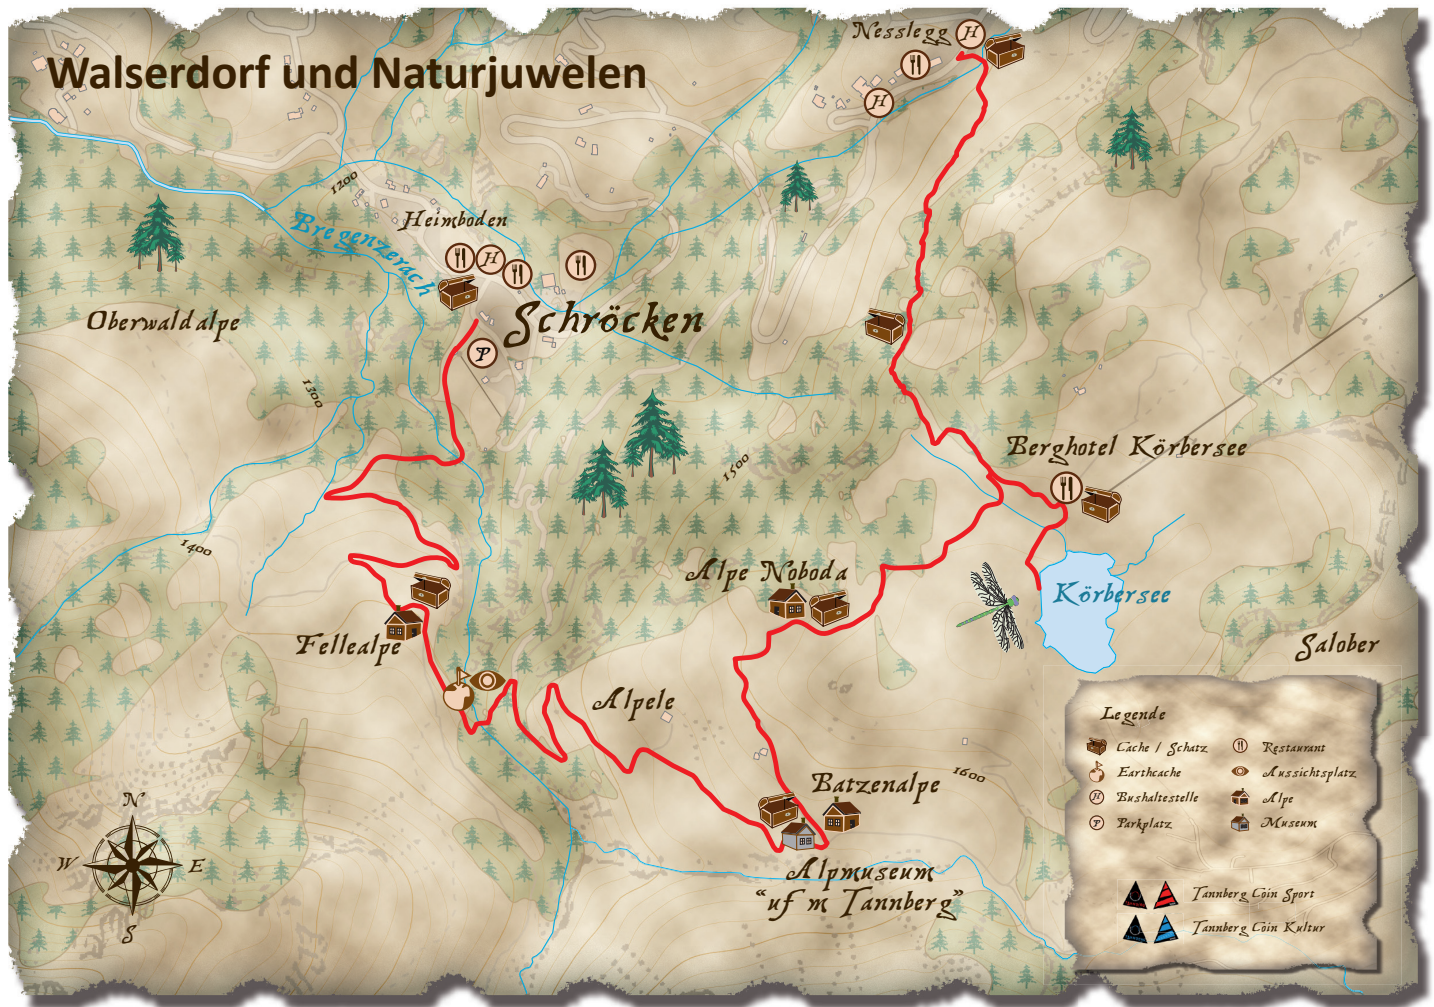 Nesslegg
H
Walserdorf und Naturjuwelen
H
1200
Heimboden
Bregenzerach
H
Oberwaldalpe
Schröcken
P
1300
Berghotel Körbersee
1500
1400
Alpe Noboda
Körbersee
Fellealpe
Salober
Alpele
Legende
Cache / Schatz
Restaurant
Earthcache
Aussichtsplatz
H
Bushaltestelle
Alpe
P
Parkplatz
Museum
1600
Batzenalpe
N
W
E
S
Alpmuseum
"uf m Tannberg"
Tannberg Coin Sport
Tannberg Coin Kultur